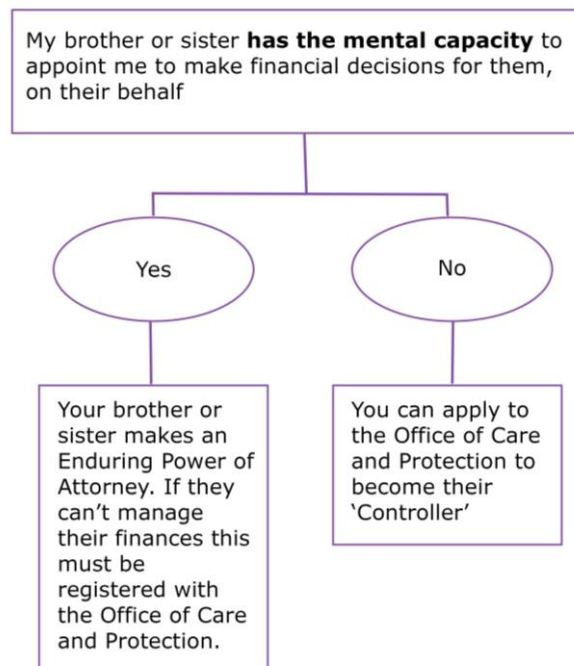 My brother or sister has the mental capacity to
appoint me to make financial decisions for them,
on their behalf
Yes
No
Your brother or
sister makes an
Enduring Power of
Attorney. If they
can’t manage
their finances this
must be
registered with
the Office of Care
and Protection.
You can apply to
the Office of Care
and Protection to
become their
‘Controller’